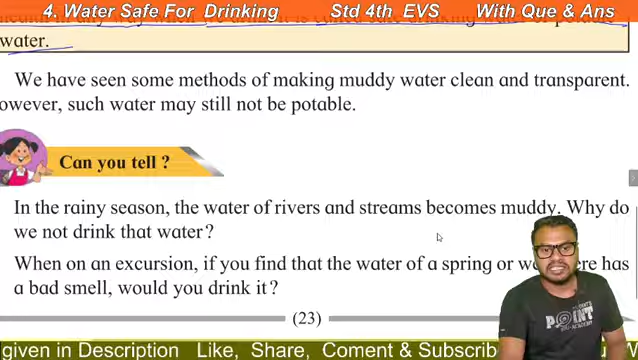 4. Water Safe For Drinking Std 4th EVS With Que & Ans
water.
We have seen some methods of making muddy water clean and transparent.
owever, such water may still not be potable.
Can you tell ?
In the rainy season, the water of rivers and streams becomes muddy. Why do
we not drink that water?
When on an excursion, if you find that the water of a spring or has
a bad smell, would you drink it?
(23)
POINT
given in Description Like, Share, Coment & Subscrib